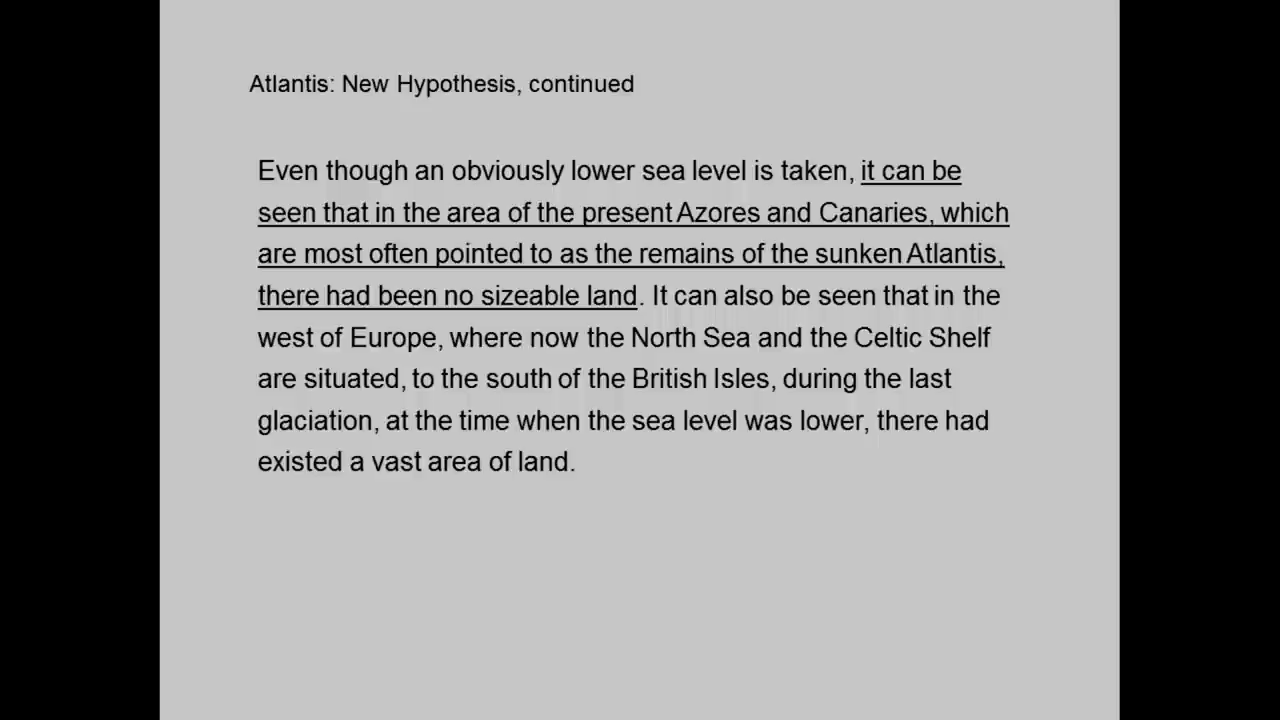 Atlantis: New Hypothesis, continued
Even though an obviously lower sea level is taken, it can be
seen that in the area of the present Azores and Canaries, which
are most often pointed to as the remains of the sunken Atlantis,
there had been no sizeable land. It can also be seen that in the
west of Europe, where now the North Sea and the Celtic Shelf
are situated, to the south of the British Isles, during the last
glaciation, at the time when the sea level was lower, there had
existed a vast area of land.